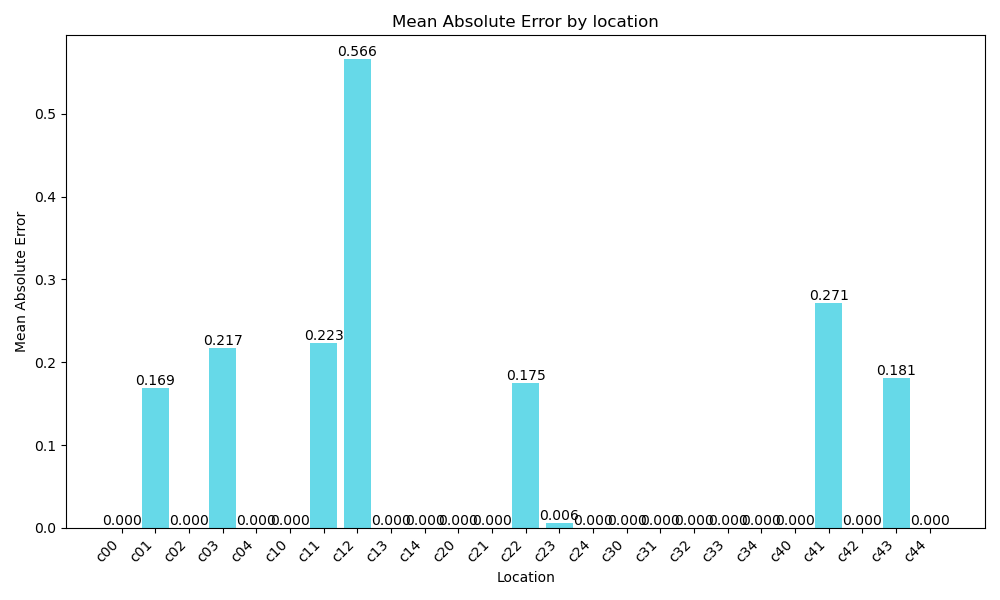 Mean Absolute Error by location
Mean Absolute Error
0.5
0.4
0.3
0.2
0.1
0.0
0.000
0.169
0.000
0.217
0.000
0.000
0.223
0.566
0.000
0.000
0.000
0.000
0.175
0.006
0.000
0.000
0.000
0.000
0.000
0.000
0.000
0.271
0.000
0.181
0.000
c00
c01
c02
c03
c04
c10
c11
c12
c13
c14
c20
c21
c22
c23
c24
c30
c31
c32
c33
c34
c40
c41
c42
c43
c44
Location